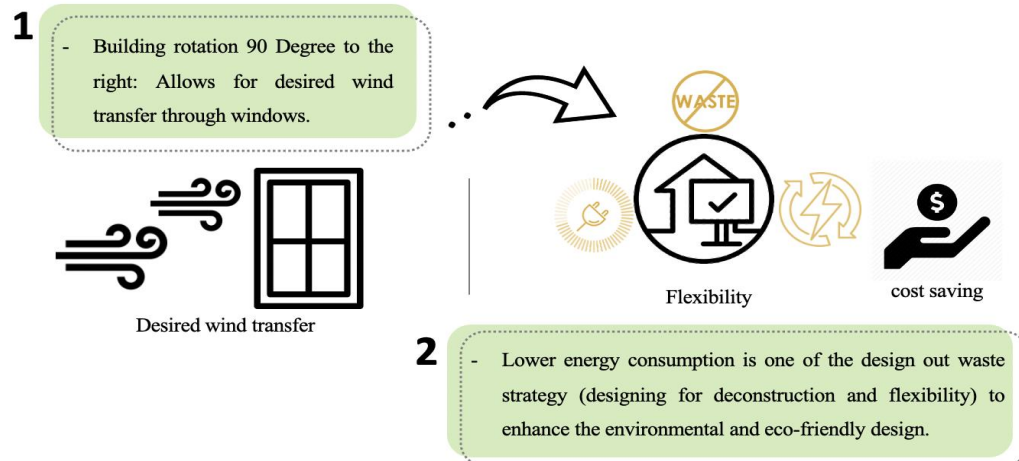 1
- Building rotation 90 Degree to the
right: Allows for desired wind
transfer through windows.
Desired wind transfer
WASTE
$
Flexibility
cost saving
2
- Lower energy consumption is one of the design out waste
strategy (designing for deconstruction and flexibility) to
enhance the environmental and eco-friendly design.